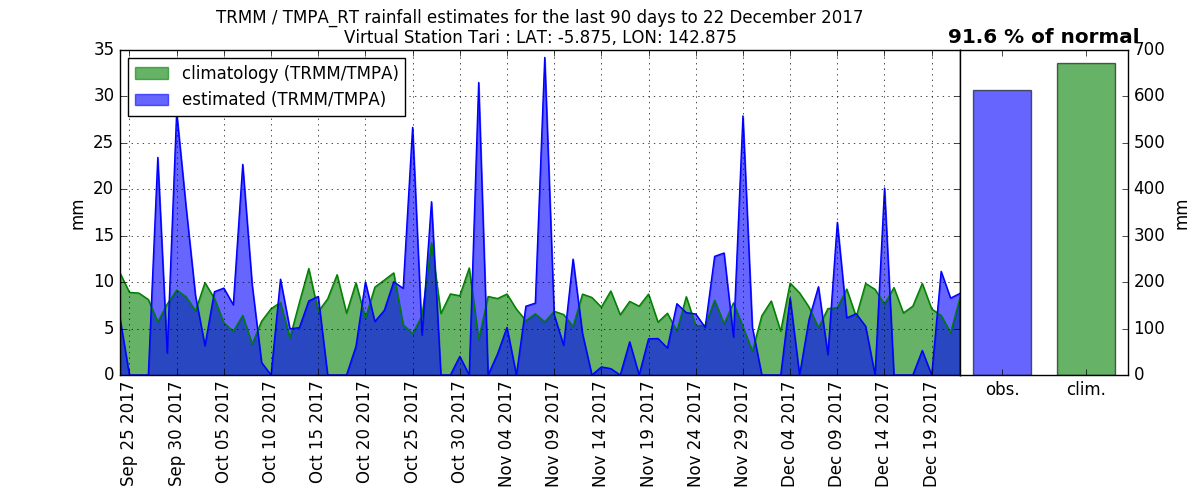 TRMM / TMPA_RT rainfall estimates for the last 90 days to 22 December 2017
Virtual Station Tari : LAT: -5.875, LON: 142.875
91.6 % of normal
climatology (TRMM/TMPA)
estimated (TRMM/TMPA)
mm
35
30
25
20
15
10
5
0
Sep 25 2017
Sep 30 2017
Oct 05 2017
Oct 10 2017
Oct 15 2017
Oct 20 2017
Oct 25 2017
Oct 30 2017
Nov 04 2017
Nov 09 2017
Nov 14 2017
Nov 19 2017
Nov 24 2017
Nov 29 2017
Dec 04 2017
Dec 09 2017
Dec 14 2017
Dec 19 2017
obs.
clim.
700
600
500
400
300
200
100
0
mm